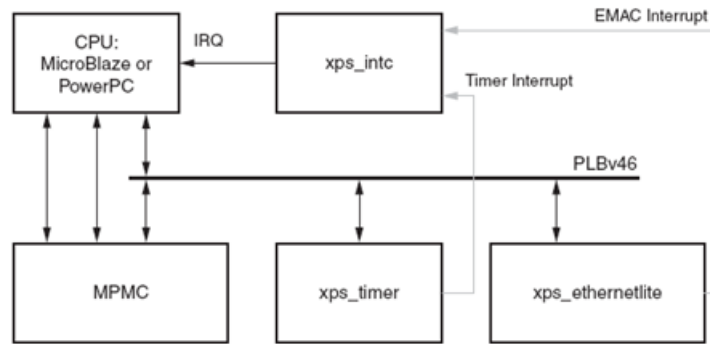 EMAC Interrupt
CPU:
MicroBlaze or
PowerPC
IRQ
xps_intc
Timer Interrupt
PLBv46
MPMC
xps_timer
xps_ethernetlite